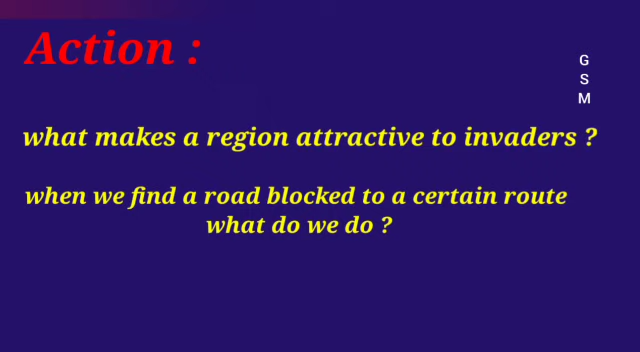 Action :
G
S
M
what makes a region attractive to invaders ?
when we find a road blocked to a certain route
what do we do ?